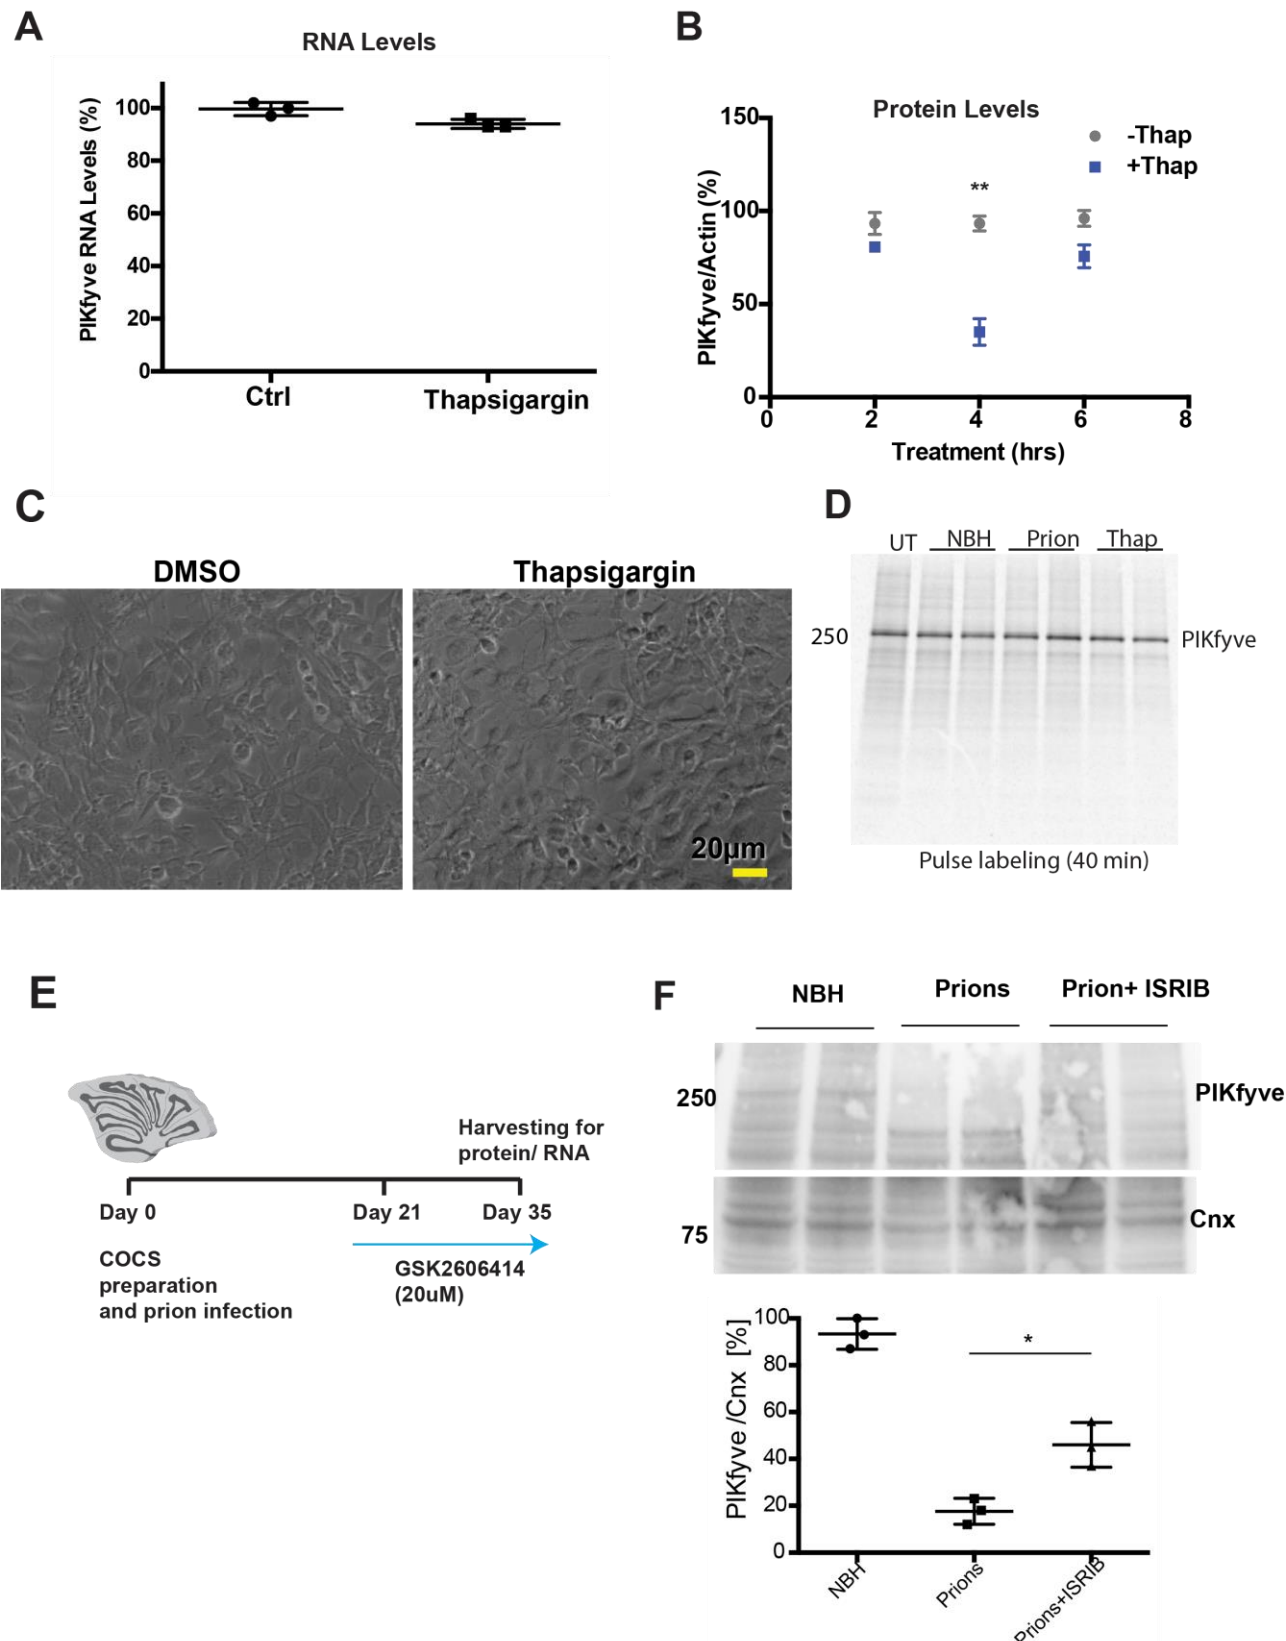 A
RNA Levels
PIKfyve RNA Levels (%)
100
80
60
40
20
0
Ctrl
Thapsigargin
B
Protein Levels
-Thap
+Thap
**
PIKfyve/Actin (%)
150
100
50
0
0
2
4
6
8
Treatment (hrs)
C
DMSO
Thapsigargin
20µm
D
UT
NBH
Prion
Thap
250
PIKfyve
Pulse labeling (40 min)
E
Harvesting for
protein/ RNA
Day 0
Day 21
Day 35
COCS
preparation
and prion infection
GSK2606414
(20uM)
F
NBH
Prions
Prion+ ISRIB
250
PIKfyve
75
Cnx
PIKfyve /Cnx [%]
100
80
60
40
20
0
*
NBH
Prions
Prions+ISRIB